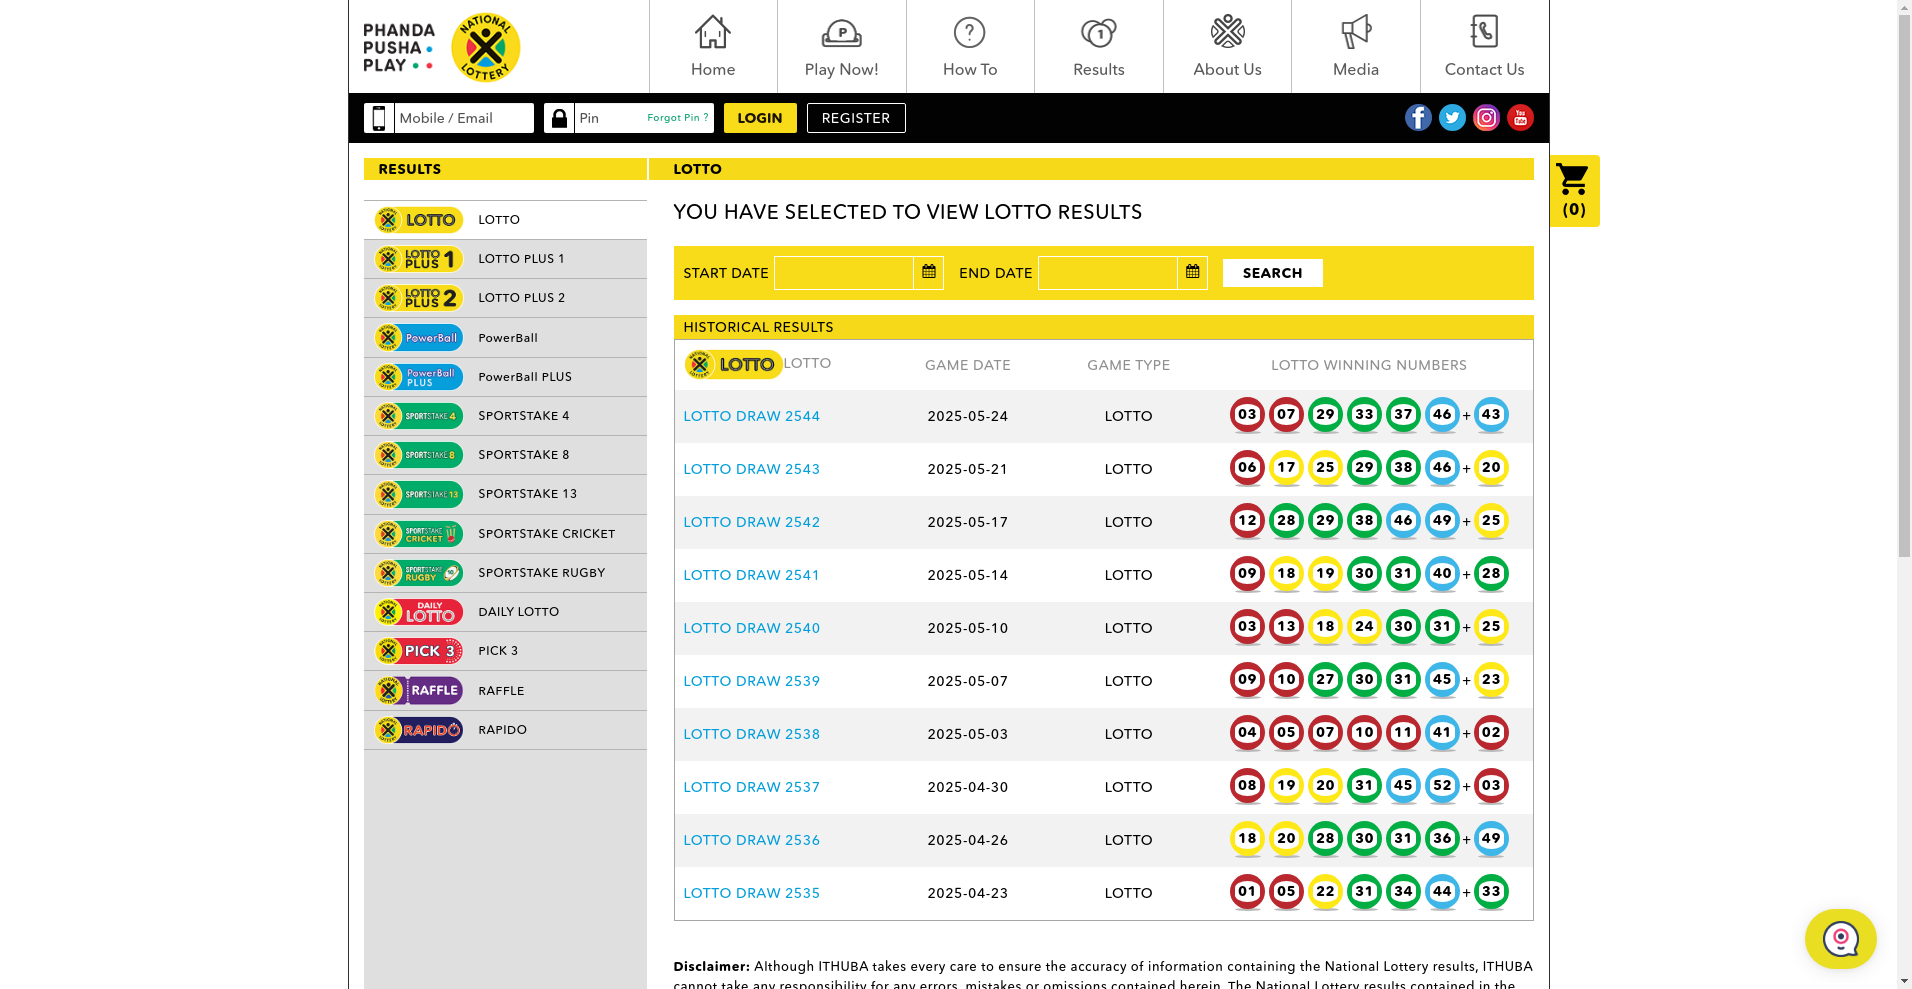 PHANDA
PUSHA
PLAY
NATIONAL
LOTTERY
Home
Play Now!
How To
Results
About Us
Media
Contact Us
Mobile / Email
Pin
Forgot Pin ?
LOGIN
REGISTER
RESULTS
LOTTO
LOTTO LOTTO
LOTTO PLUS 1 LOTTO PLUS 1
LOTTO PLUS 2 LOTTO PLUS 2
PowerBall PowerBall
PowerBall PLUS PowerBall PLUS
SPORTSTAKE 4 SPORTSTAKE 4
SPORTSTAKE 8 SPORTSTAKE 8
SPORTSTAKE 13 SPORTSTAKE 13
SPORTSTAKE CRICKET SPORTSTAKE CRICKET
SPORTSTAKE RUGBY SPORTSTAKE RUGBY
DAILY LOTTO DAILY LOTTO
PICK 3 PICK 3
RAFFLE RAFFLE
RAPIDO RAPIDO
YOU HAVE SELECTED TO VIEW LOTTO RESULTS
START DATE END DATE SEARCH
HISTORICAL RESULTS
LOTTO LOTTO GAME DATE GAME TYPE LOTTO WINNING NUMBERS
LOTTO DRAW 2544 2025-05-24 LOTTO 03 07 29 33 37 46 + 43
LOTTO DRAW 2543 2025-05-21 LOTTO 06 17 25 29 38 46 + 20
LOTTO DRAW 2542 2025-05-17 LOTTO 12 28 29 38 46 49 + 25
LOTTO DRAW 2541 2025-05-14 LOTTO 09 18 19 30 31 40 + 28
LOTTO DRAW 2540 2025-05-10 LOTTO 03 13 18 24 30 31 + 25
LOTTO DRAW 2539 2025-05-07 LOTTO 09 10 27 30 31 45 + 23
LOTTO DRAW 2538 2025-05-03 LOTTO 04 05 07 10 11 41 + 02
LOTTO DRAW 2537 2025-04-30 LOTTO 08 19 20 31 45 52 + 03
LOTTO DRAW 2536 2025-04-26 LOTTO 18 20 28 30 31 36 + 49
LOTTO DRAW 2535 2025-04-23 LOTTO 01 05 22 31 34 44 + 33
Disclaimer: Although ITHUBA takes every care to ensure the accuracy of information containing the National Lottery results, ITHUBA
cannot take any responsibility for any errors, mistakes or omissions contained herein. The National Lottery results contained in the
(0)